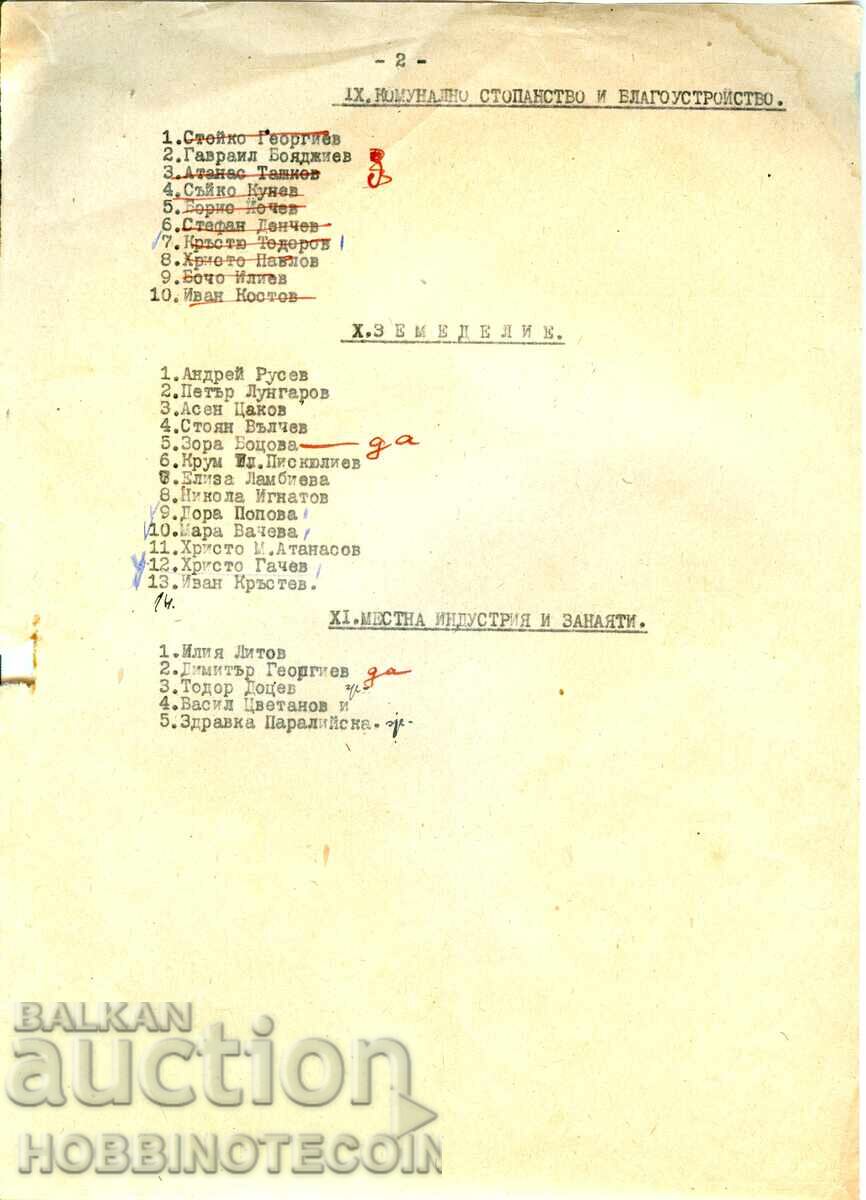 - 2 -
IX.КОМУНАЛНО СТОПАНСТВО И БЛАГОУСТРОЙСТВО.
1.Стойко Георгиев
2.Гавраил Бояджиев
3.Атанас Ташков
4.Съйко Кунев
5.Борис Йочев
6.Стефан Денчев
7.Кръстю Тодоров
8.Христо Павлов
9.Бочо Илиев
10.Иван Костов
X.З Е М Е Д Е Л И Е.
1.Андрей Русев
2.Петър Лунгаров
3.Асен Цаков
4.Стоян Вълчев
5.Зора Боцова да
6.Крум Ил.Пискюлиев
Елиза Ламбиева
8.Никола Игнатов
9.Дора Попова
10.Мара Вачева
11.Христо М.Атанасов
12.Христо Гачев
13.Иван Кръстев.
14.
XI.МЕСТНА ИНДУСТРИЯ И ЗАНАЯТИ.
1.Илия Литов
2.Димитър Георгиев да
3.Тодор Доцев
4.Васил Цветанов и
5.Здравка Паралийска.
BALKAN
auction
HOBBINOTECOIN